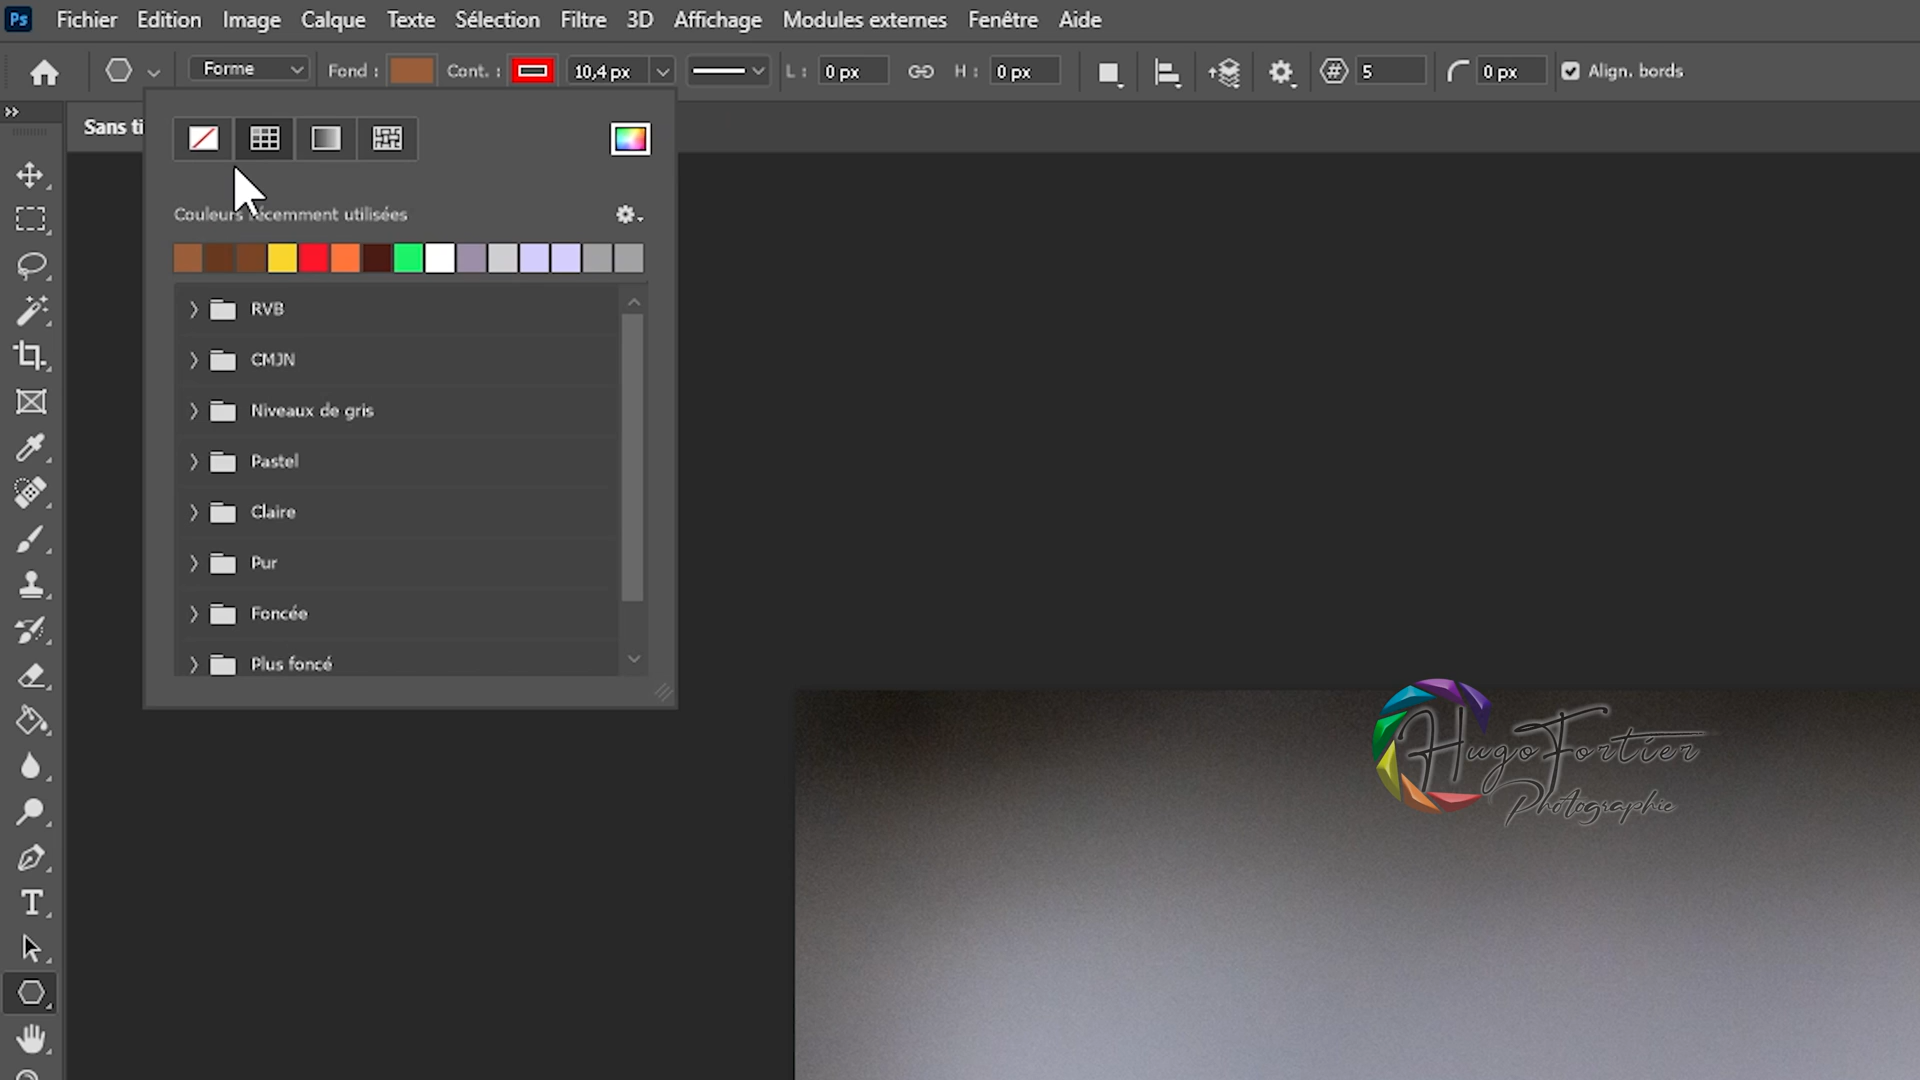 Ps Fichier Edition Image Calque Texte Sélection Filtre 3D Affichage Modules externes Fenêtre Aide
Forme Fond : Cont. : 10,4 px L : 0 px H : 0 px 5 0 px Align. bords
Sans ti
Couleurs récemment utilisées
RVB
CMJN
Niveaux de gris
Pastel
Claire
Pur
Foncée
Plus foncé
Hugo Fortier
Photographie
T